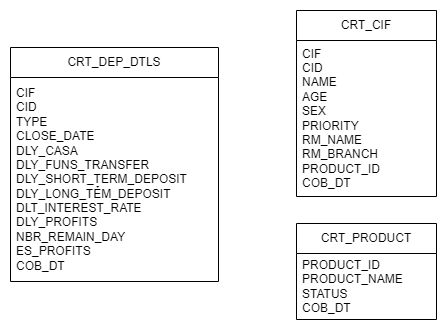 CRT_DEP_DTLS
CIF
CID
TYPE
CLOSE_DATE
DLY_CASA
DLY_FUNS_TRANSFER
DLY_SHORT_TERM_DEPOSIT
DLY_LONG_TÈM_DEPOSIT
DLT_INTEREST_RATE
DLY_PROFITS
NBR_REMAIN_DAY
ES_PROFITS
COB_DT
CRT_CIF
CIF
CID
NAME
AGE
SEX
PRIORITY
RM_NAME
RM_BRANCH
PRODUCT_ID
COB_DT
CRT_PRODUCT
PRODUCT_ID
PRODUCT_NAME
STATUS
COB_DT